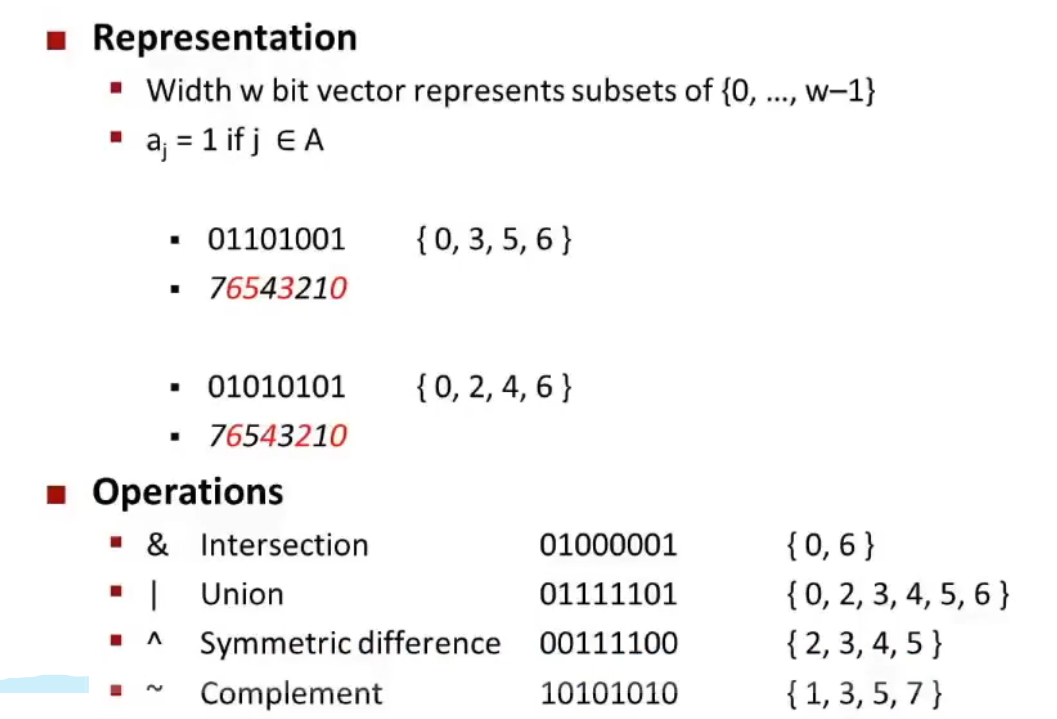 Representation
Width w bit vector represents subsets of {0, ..., w–1}
aⱼ = 1 if j ∈ A
01101001 { 0, 3, 5, 6 }
76543210
01010101 { 0, 2, 4, 6 }
76543210
Operations
& Intersection 01000001 { 0, 6 }
| Union 01111101 { 0, 2, 3, 4, 5, 6 }
^ Symmetric difference 00111100 { 2, 3, 4, 5 }
~ Complement 10101010 { 1, 3, 5, 7 }